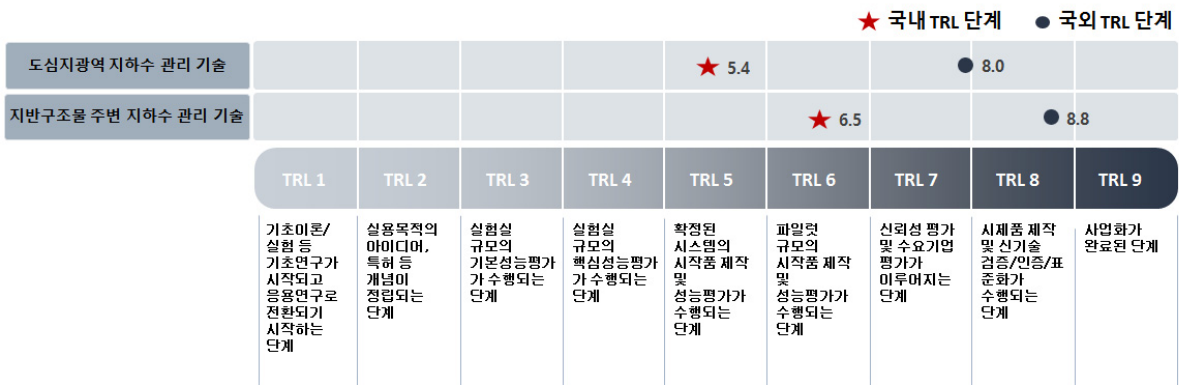 ★ 국내 TRL 단계 ● 국외 TRL 단계
도심지광역 지하수 관리 기술
5.4
8.0
지반구조물 주변 지하수 관리 기술
6.5
8.8
TRL 1
TRL 2
TRL 3
TRL 4
TRL 5
TRL 6
TRL 7
TRL 8
TRL 9
기초이론/
실험 등
기초연구가
시작되고
응용연구로
전환되기
시작하는
단계
실용목적의
아이디어,
특허 등
개념이
정립되는
단계
실험실
규모의
기본성능평가
가 수행되는
단계
실험실
규모의
핵심성능평가
가 수행되는
단계
확정된
시스템의
시작품 제작
및
성능평가가
수행되는
단계
파일럿
규모의
시작품 제작
및
성능평가가
수행되는
단계
신뢰성 평가
및 수요기업
평가가
이루어지는
단계
시제품 제작
및 신기술
검증/인증/표
준화가
수행되는
단계
사업화가
완료된 단계